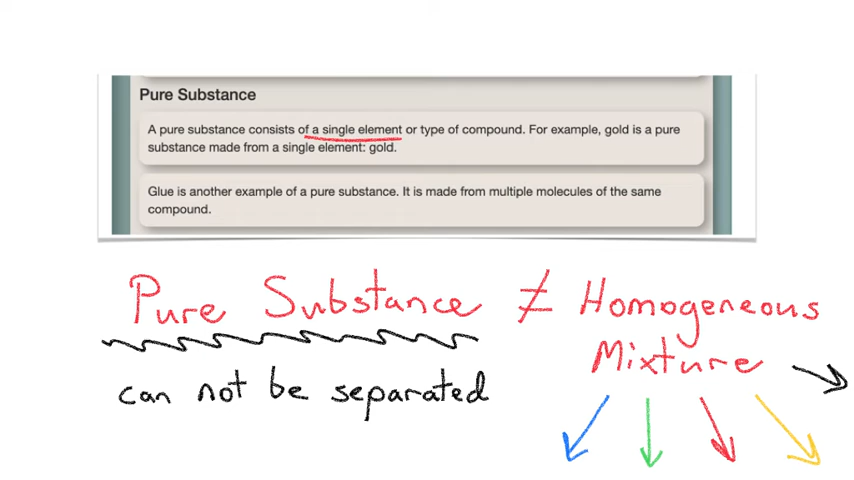 Pure Substance
A pure substance consists of a single element or type of compound. For example, gold is a pure
substance made from a single element: gold.
Glue is another example of a pure substance. It is made from multiple molecules of the same
compound.
Pure Substance ≠ Homogeneous
Mixture
can not be separated